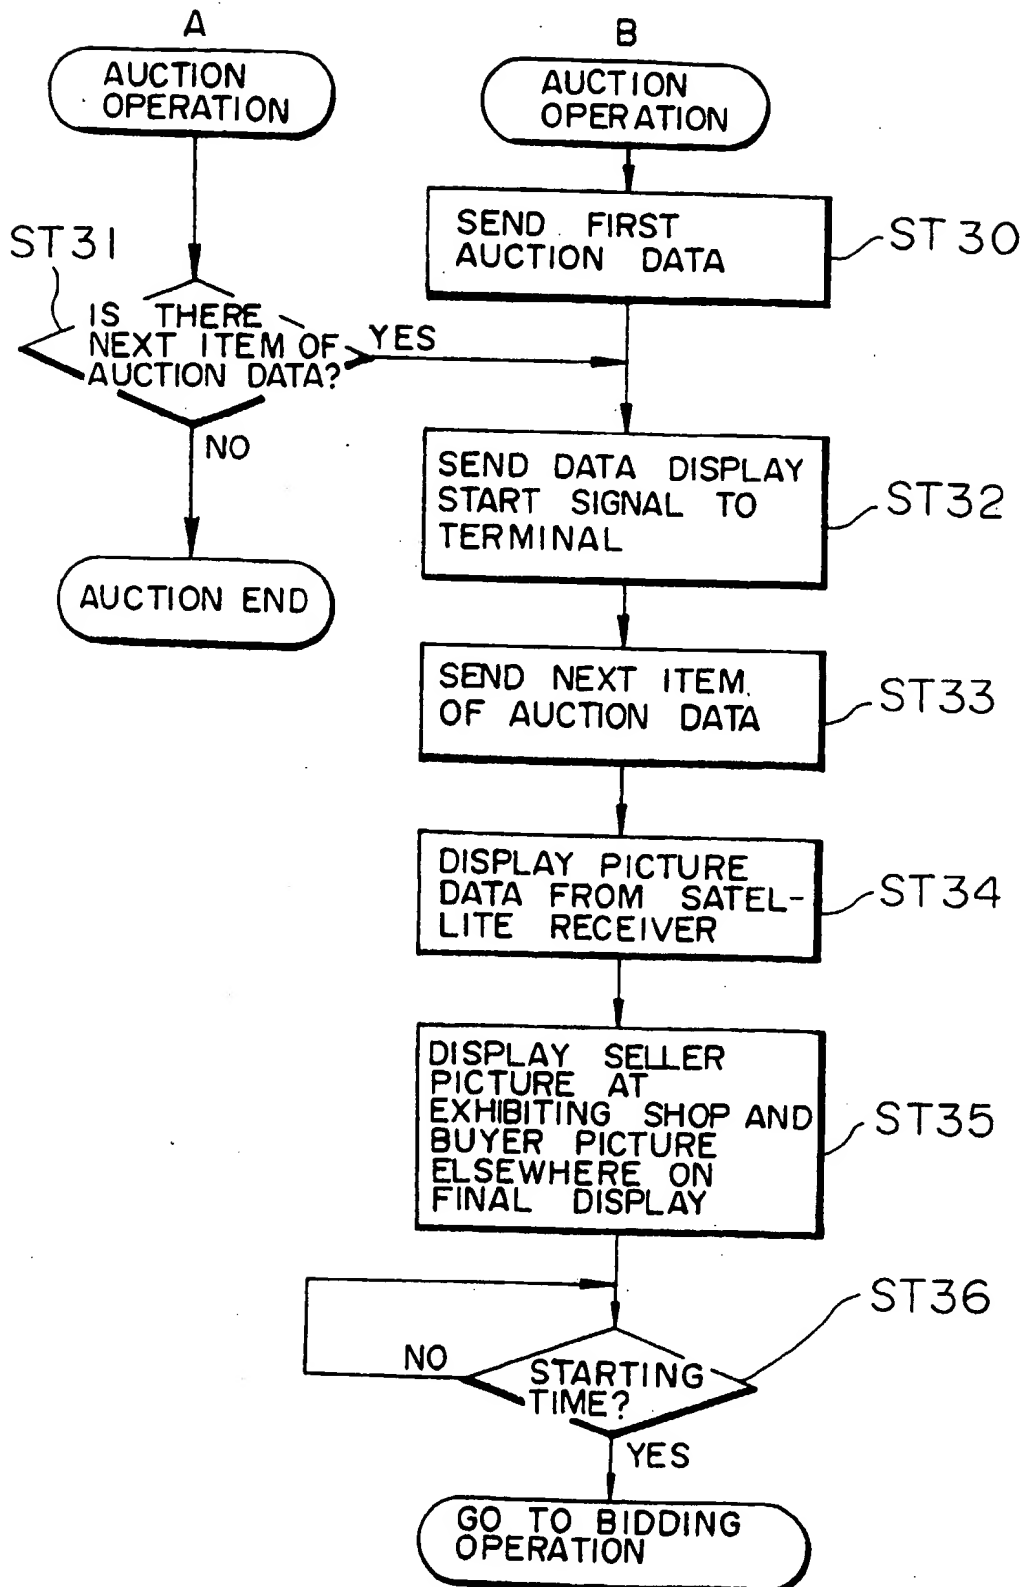 A
AUCTION
OPERATION
ST31
IS THERE
NEXT ITEM OF
AUCTION DATA?
YES
NO
AUCTION END
B
AUCTION
OPERATION
SEND FIRST
AUCTION DATA
ST30
SEND DATA DISPLAY
START SIGNAL TO
TERMINAL
ST32
SEND NEXT ITEM.
OF AUCTION DATA
ST33
DISPLAY PICTURE
DATA FROM SATEL-
LITE RECEIVER
ST34
DISPLAY SELLER
PICTURE AT
EXHIBITING SHOP AND
BUYER PICTURE
ELSEWHERE ON
FINAL DISPLAY
ST35
STARTING
TIME?
ST36
NO
YES
GO TO BIDDING
OPERATION